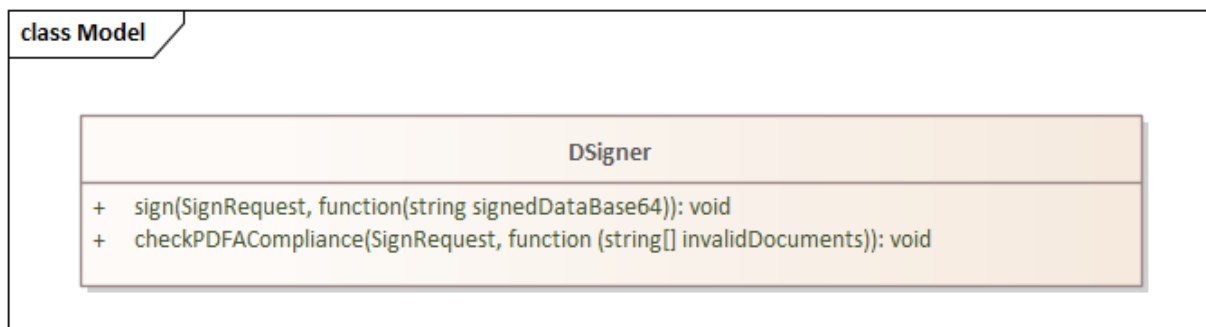 class Model
DSigner
+ sign(SignRequest, function(string signedDataBase64)): void
+ checkPDFACompliance(SignRequest, function (string[] invalidDocuments)): void